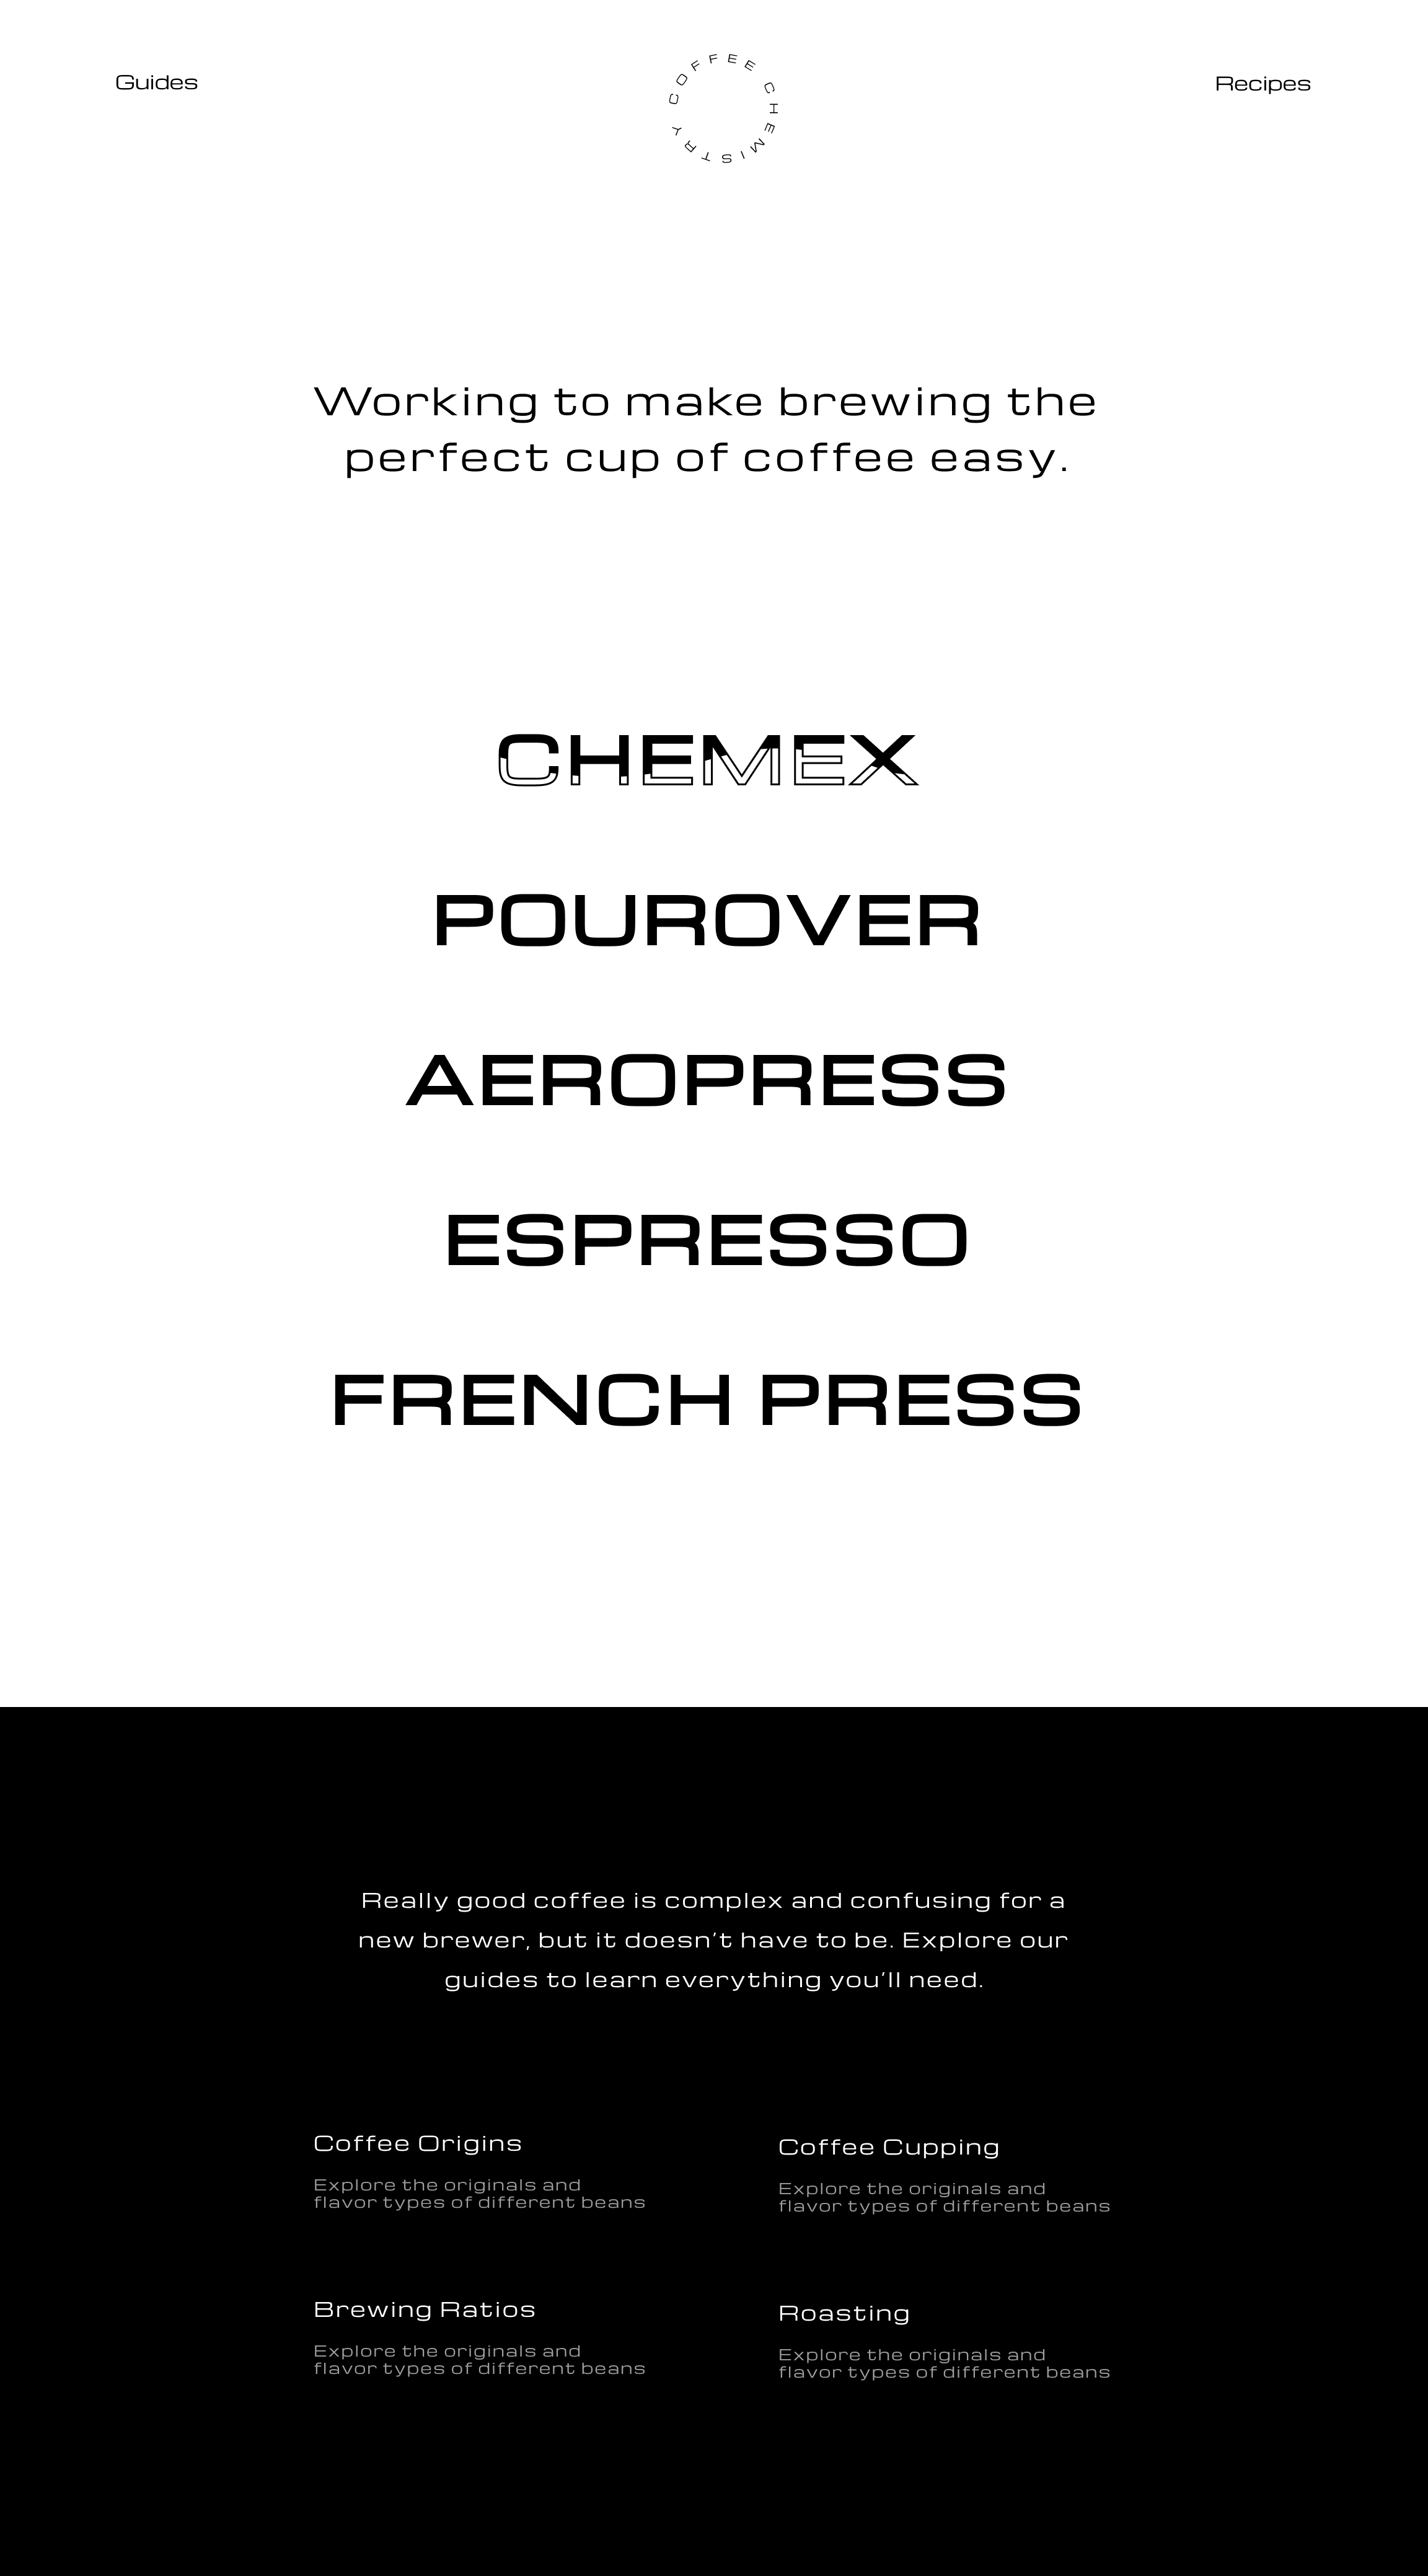 Guides
COFFEE CHEMISTRY
Recipes
Working to make brewing the
perfect cup of coffee easy.
CHEMEX
POUROVER
AEROPRESS
ESPRESSO
FRENCH PRESS
Really good coffee is complex and confusing for a
new brewer, but it doesn’t have to be. Explore our
guides to learn everything you’ll need.
Coffee Origins
Explore the originals and
flavor types of different beans
Coffee Cupping
Explore the originals and
flavor types of different beans
Brewing Ratios
Explore the originals and
flavor types of different beans
Roasting
Explore the originals and
flavor types of different beans